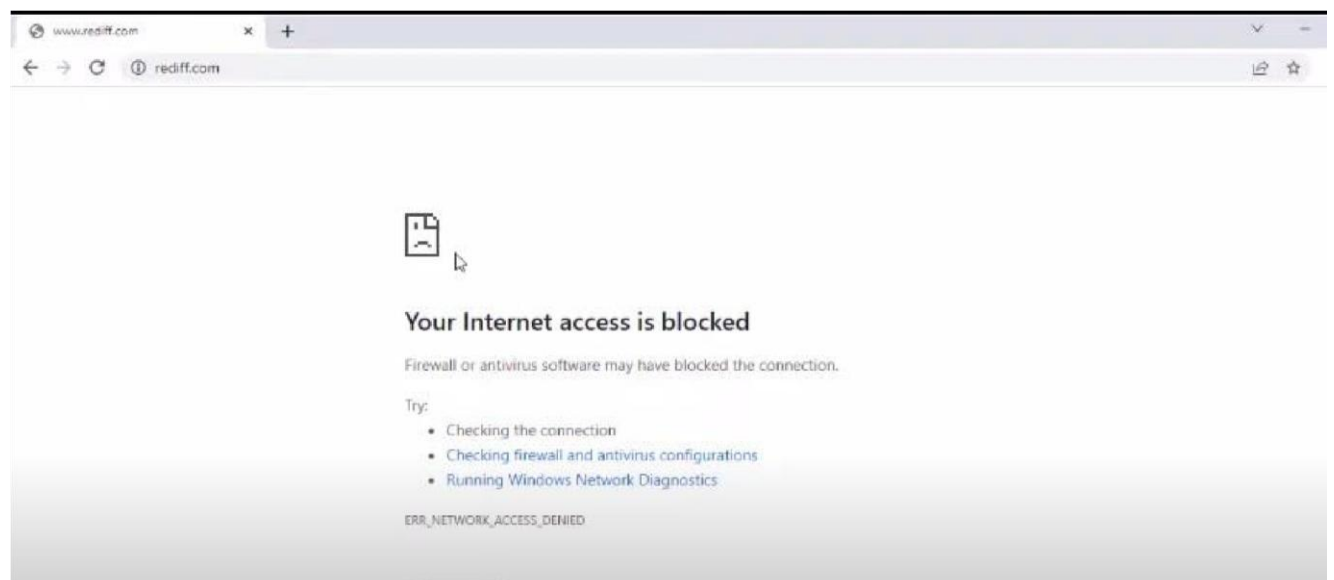 www.rediff.com
rediff.com
Your Internet access is blocked
Firewall or antivirus software may have blocked the connection.
Try:
• Checking the connection
• Checking firewall and antivirus configurations
• Running Windows Network Diagnostics
ERR_NETWORK_ACCESS_DENIED